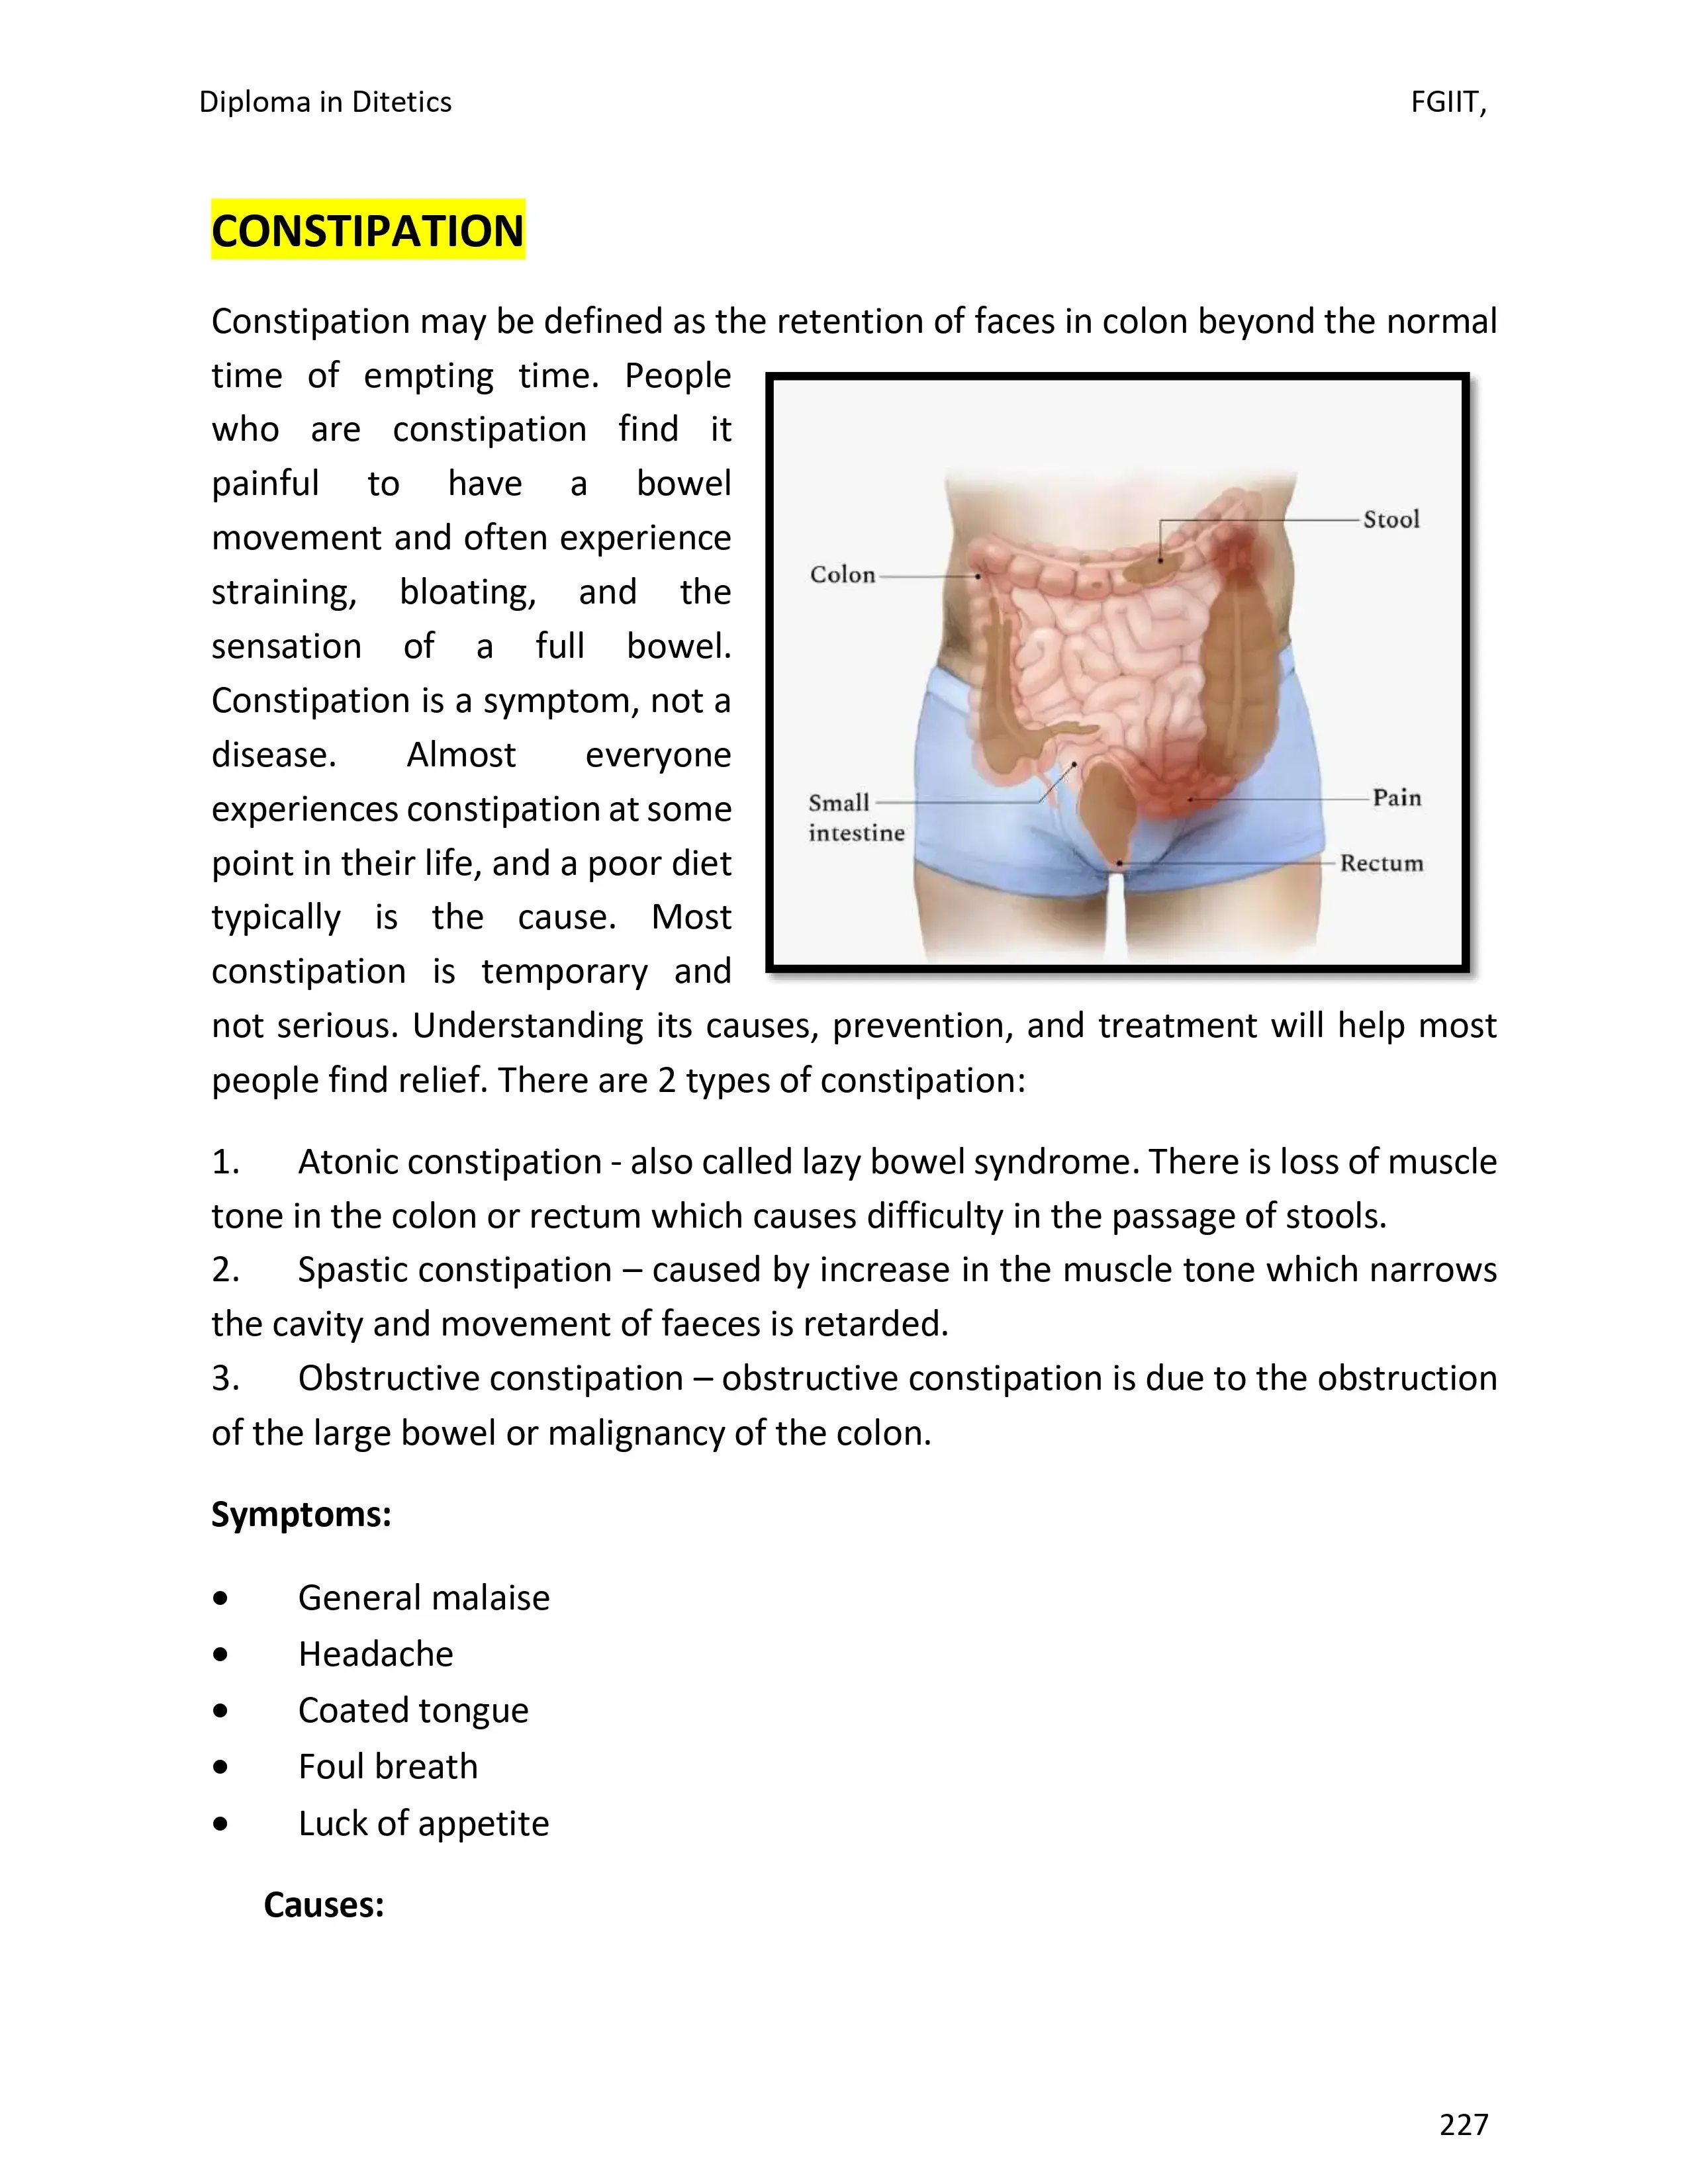 Diploma in Ditetics FGIIT,
CONSTIPATION
Constipation may be defined as the retention of faces in colon beyond the normal
time of empting time. People
who are constipation find it
painful to have a bowel
movement and often experience
straining, bloating, and the
sensation of a full bowel.
Constipation is a symptom, not a
disease. Almost everyone
experiences constipation at some
point in their life, and a poor diet
typically is the cause. Most
constipation is temporary and
not serious. Understanding its causes, prevention, and treatment will help most
people find relief. There are 2 types of constipation:
Stool
Colon
Small
intestine
Pain
Rectum
1. Atonic constipation - also called lazy bowel syndrome. There is loss of muscle
tone in the colon or rectum which causes difficulty in the passage of stools.
2. Spastic constipation – caused by increase in the muscle tone which narrows
the cavity and movement of faeces is retarded.
3. Obstructive constipation – obstructive constipation is due to the obstruction
of the large bowel or malignancy of the colon.
Symptoms:
• General malaise
• Headache
• Coated tongue
• Foul breath
• Luck of appetite
Causes:
227